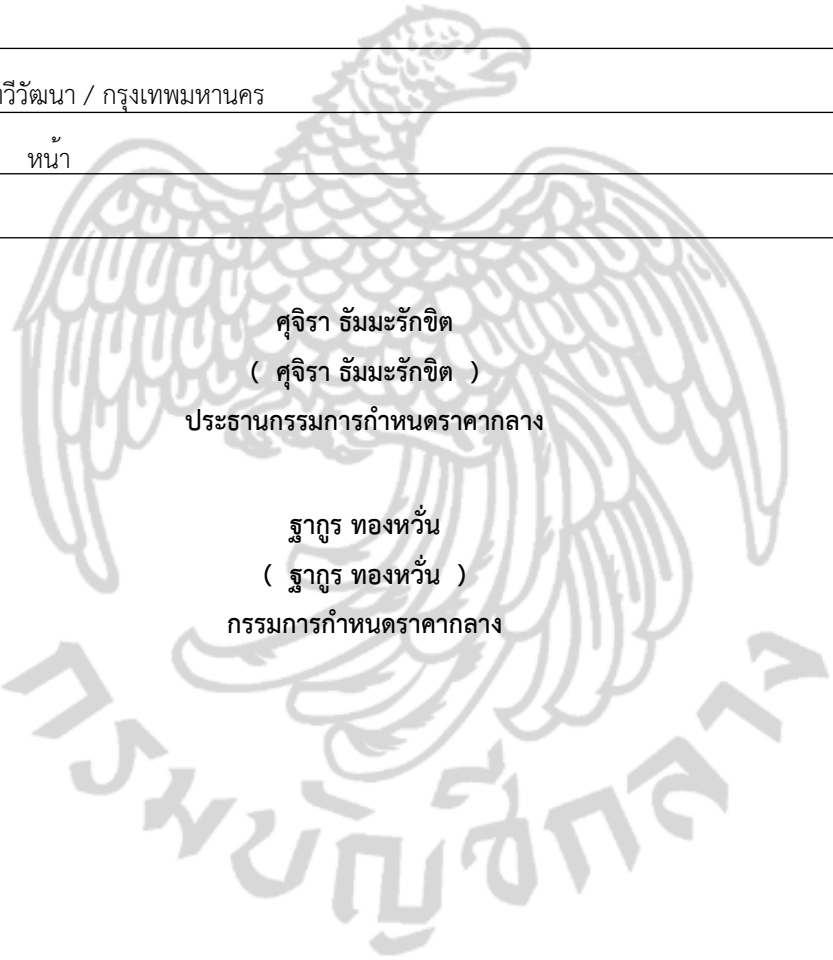 ทวีวัฒนา / กรุงเทพมหานคร
หน้า
ศุจิรา ธัมมะรักขิต
( ศุจิรา ธัมมะรักขิต )
ประธานกรรมการกำหนดราคากลาง
ฐากูร ทองหวั่น
( ฐากูร ทองหวั่น )
กรรมการกำหนดราคากลาง
กรมบัญชีกลาง